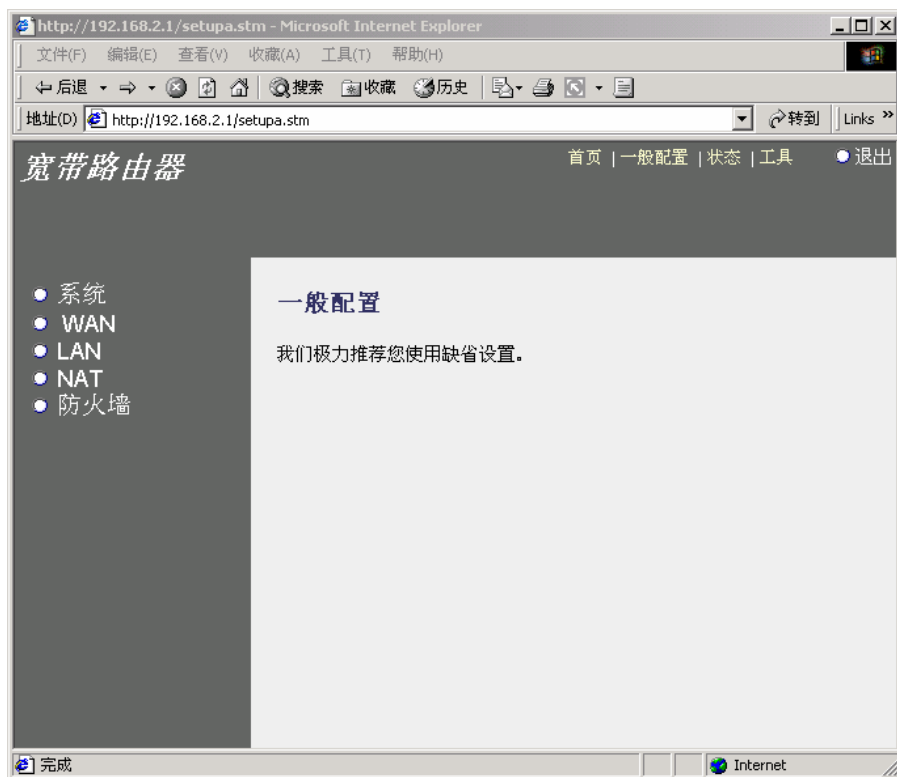 http://192.168.2.1/setupa.stm - Microsoft Internet Explorer
文件(F) 编辑(E) 查看(V) 收藏(A) 工具(T) 帮助(H)
后退 搜索 收藏 历史
地址(D) http://192.168.2.1/setupa.stm 转到 Links »
宽带路由器
首页 | 一般配置 | 状态 | 工具 退出
系统
WAN
LAN
NAT
防火墙
一般配置
我们极力推荐您使用缺省设置。
完成 Internet